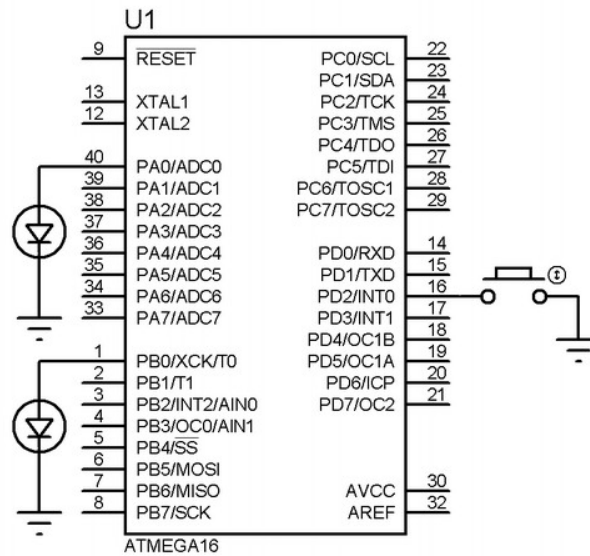 U1
9 RESET PC0/SCL 22
PC1/SDA 23
13 XTAL1 PC2/TCK 24
12 XTAL2 PC3/TMS 25
PC4/TDO 26
40 PA0/ADC0 PC5/TDI 27
39 PA1/ADC1 PC6/TOSC1 28
38 PA2/ADC2 PC7/TOSC2 29
37 PA3/ADC3
36 PA4/ADC4 PD0/RXD 14
35 PA5/ADC5 PD1/TXD 15
34 PA6/ADC6 PD2/INT0 16
33 PA7/ADC7 PD3/INT1 17
PD4/OC1B 18
1 PB0/XCK/T0 PD5/OC1A 19
2 PB1/T1 PD6/ICP 20
3 PB2/INT2/AIN0 PD7/OC2 21
4 PB3/OC0/AIN1
5 PB4/SS
6 PB5/MOSI
7 PB6/MISO AVCC 30
8 PB7/SCK AREF 32
ATMEGA16